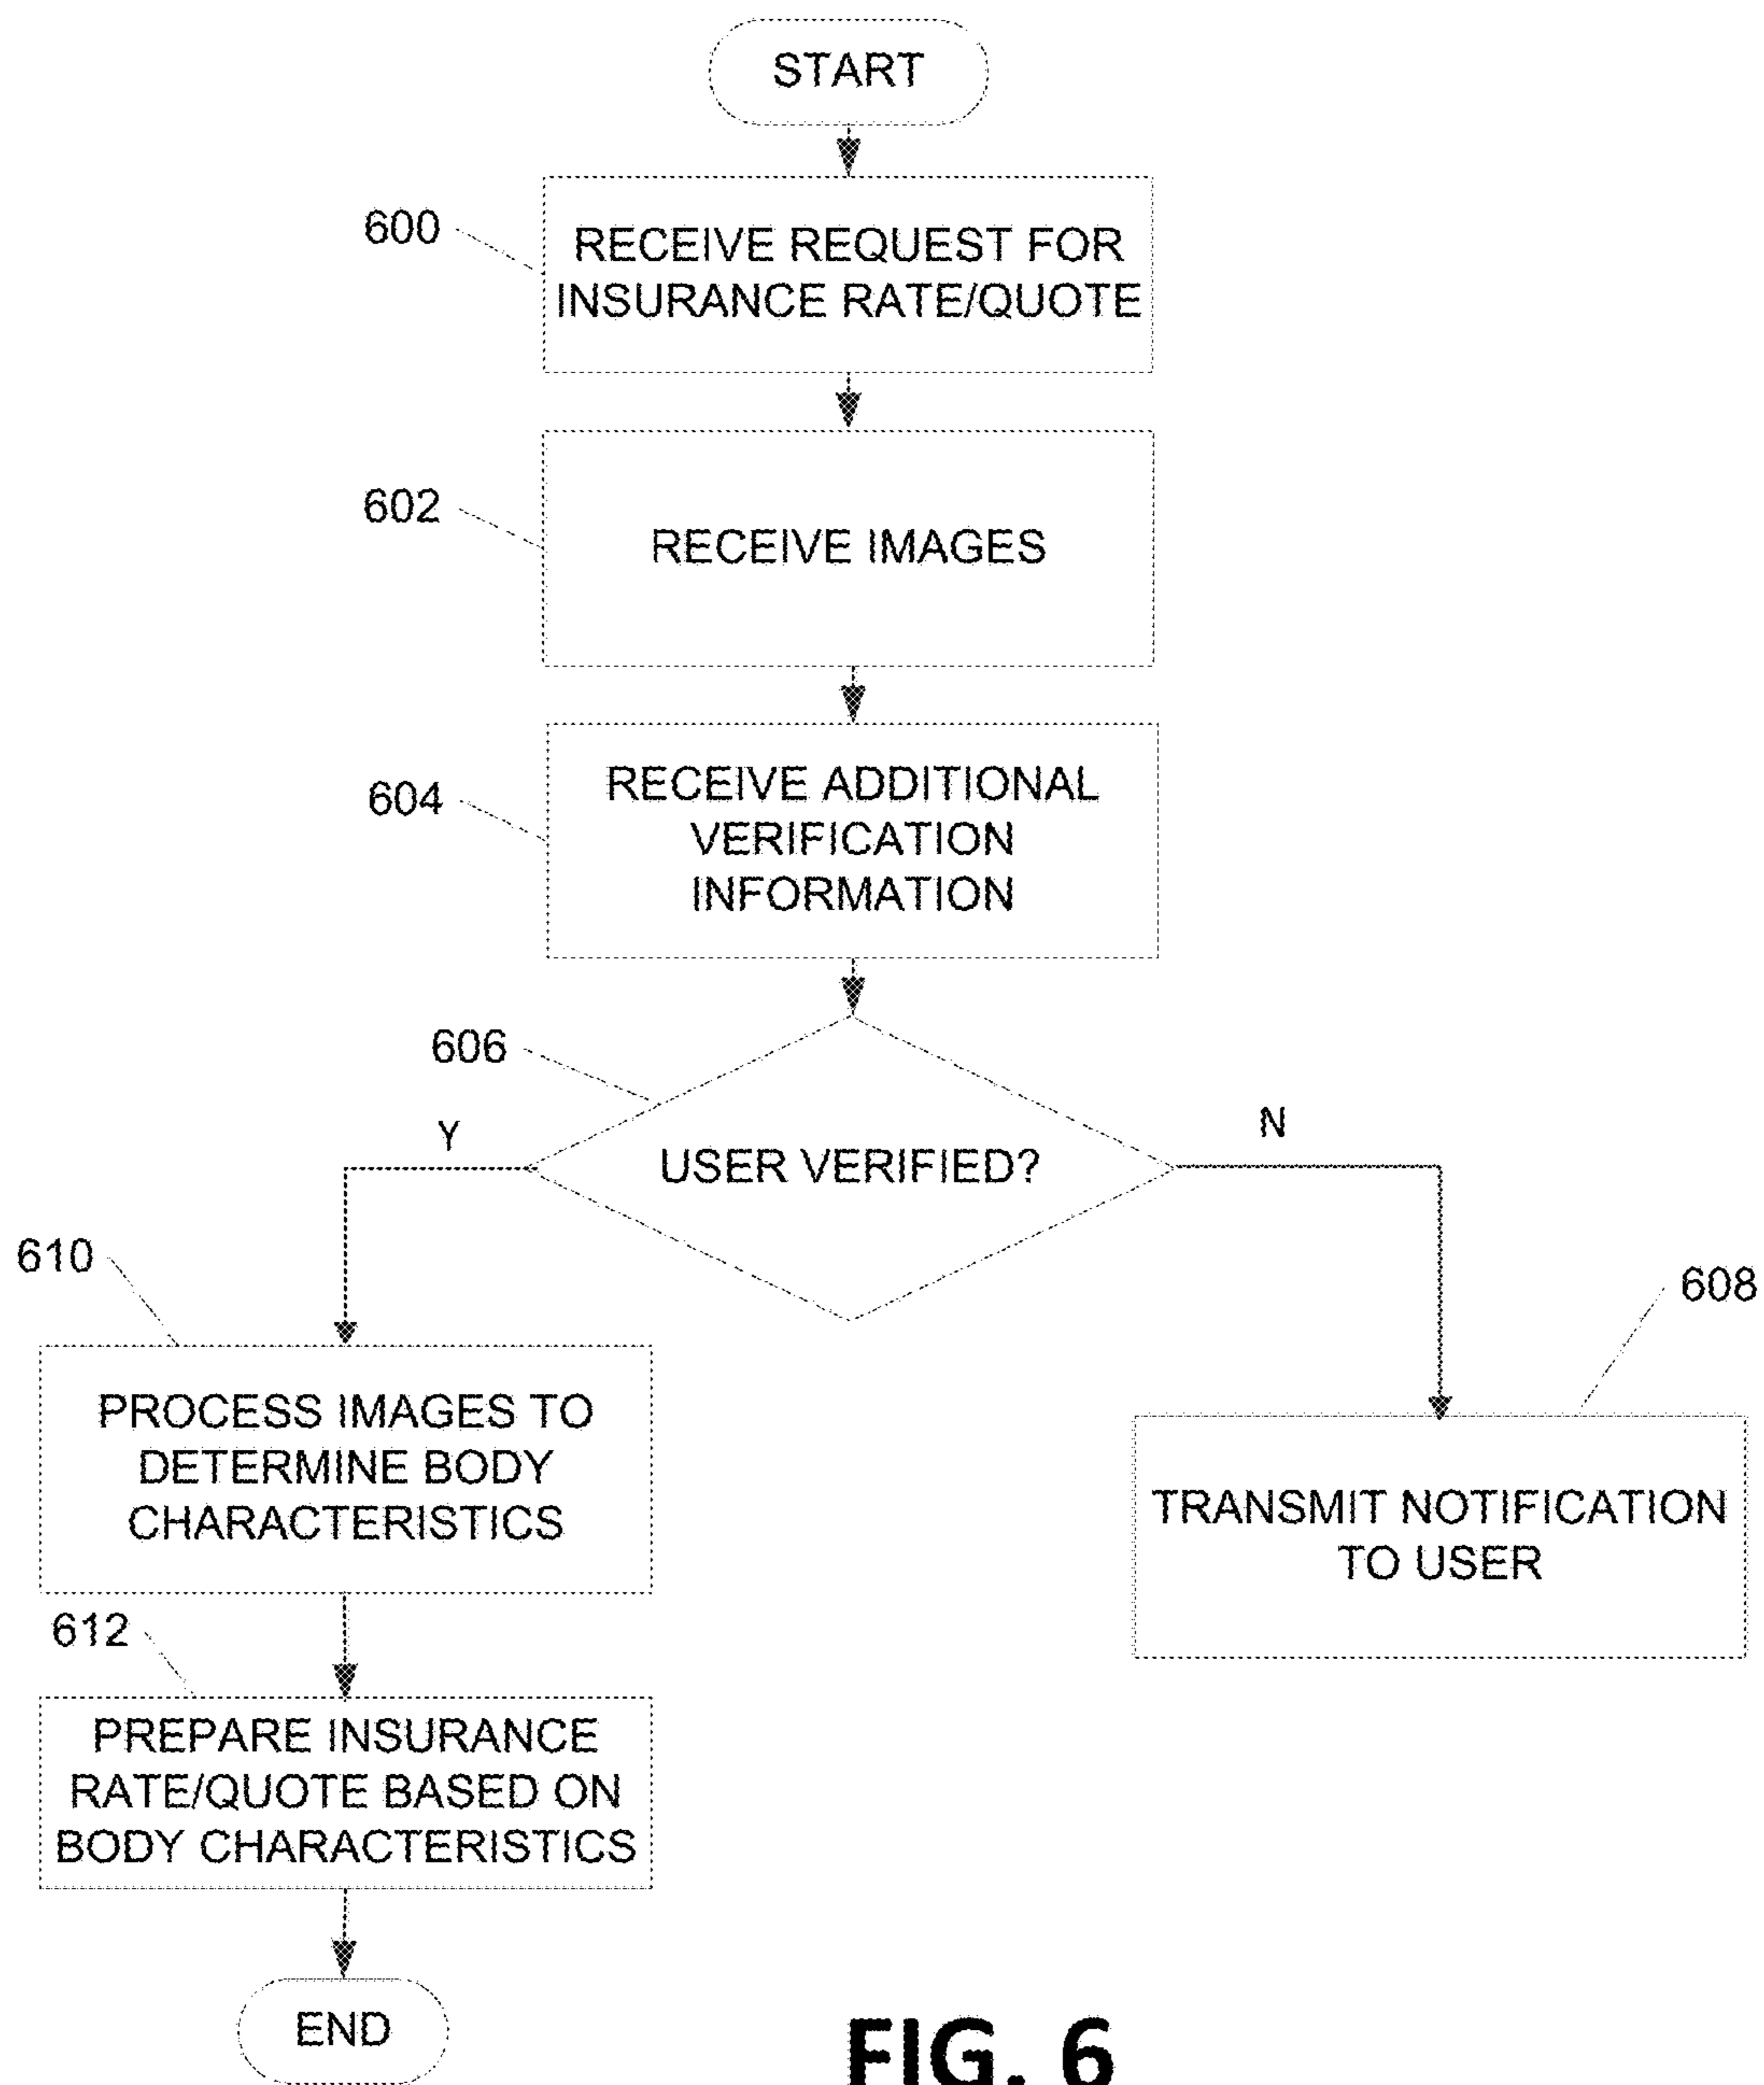 START
600
RECEIVE REQUEST FOR
INSURANCE RATE/QUOTE
602
RECEIVE IMAGES
604
RECEIVE ADDITIONAL
VERIFICATION
INFORMATION
606
Y
N
USER VERIFIED?
610
608
PROCESS IMAGES TO
DETERMINE BODY
CHARACTERISTICS
TRANSMIT NOTIFICATION
TO USER
612
PREPARE INSURANCE
RATE/QUOTE BASED ON
BODY CHARACTERISTICS
END
FIG. 6